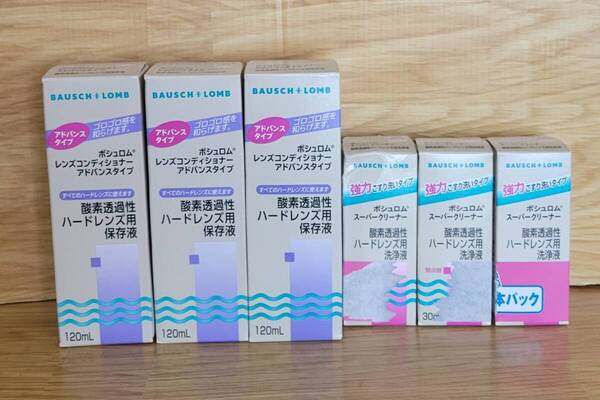 BAUSCH + LOMB
アドバンス
タイプ
ゴロゴロ感を
和らげます。
ボシュロム®
レンズコンディショナー
アドバンスタイプ
すべてのハードレンズに使えます
酸素透過性
ハードレンズ用
保存液
120mL
BAUSCH + LOMB
アドバンス
タイプ
ゴロゴロ感を
和らげます。
ボシュロム®
レンズコンディショナー
アドバンスタイプ
すべてのハードレンズに使えます
酸素透過性
ハードレンズ用
保存液
120mL
BAUSCH + LOMB
アドバンス
タイプ
ゴロゴロ感を
和らげます。
ボシュロム®
レンズコンディショナー
アドバンスタイプ
すべてのハードレンズに使えます
酸素透過性
ハードレンズ用
保存液
120mL
BAUSCH + LOMB
強力こすり洗いタイプ
ボシュロム®
スーパークリーナー
酸素透過性
ハードレンズ用
洗浄液
BAUSCH + LOMB
強力こすり洗いタイプ
ボシュロム®
スーパークリーナー
酸素透過性
ハードレンズ用
洗浄液
30m
BAUSCH + LOMB
強力こすり洗いタイプ
ボシュロム®
スーパークリーナー
酸素透過性
ハードレンズ用
洗浄液
本パック